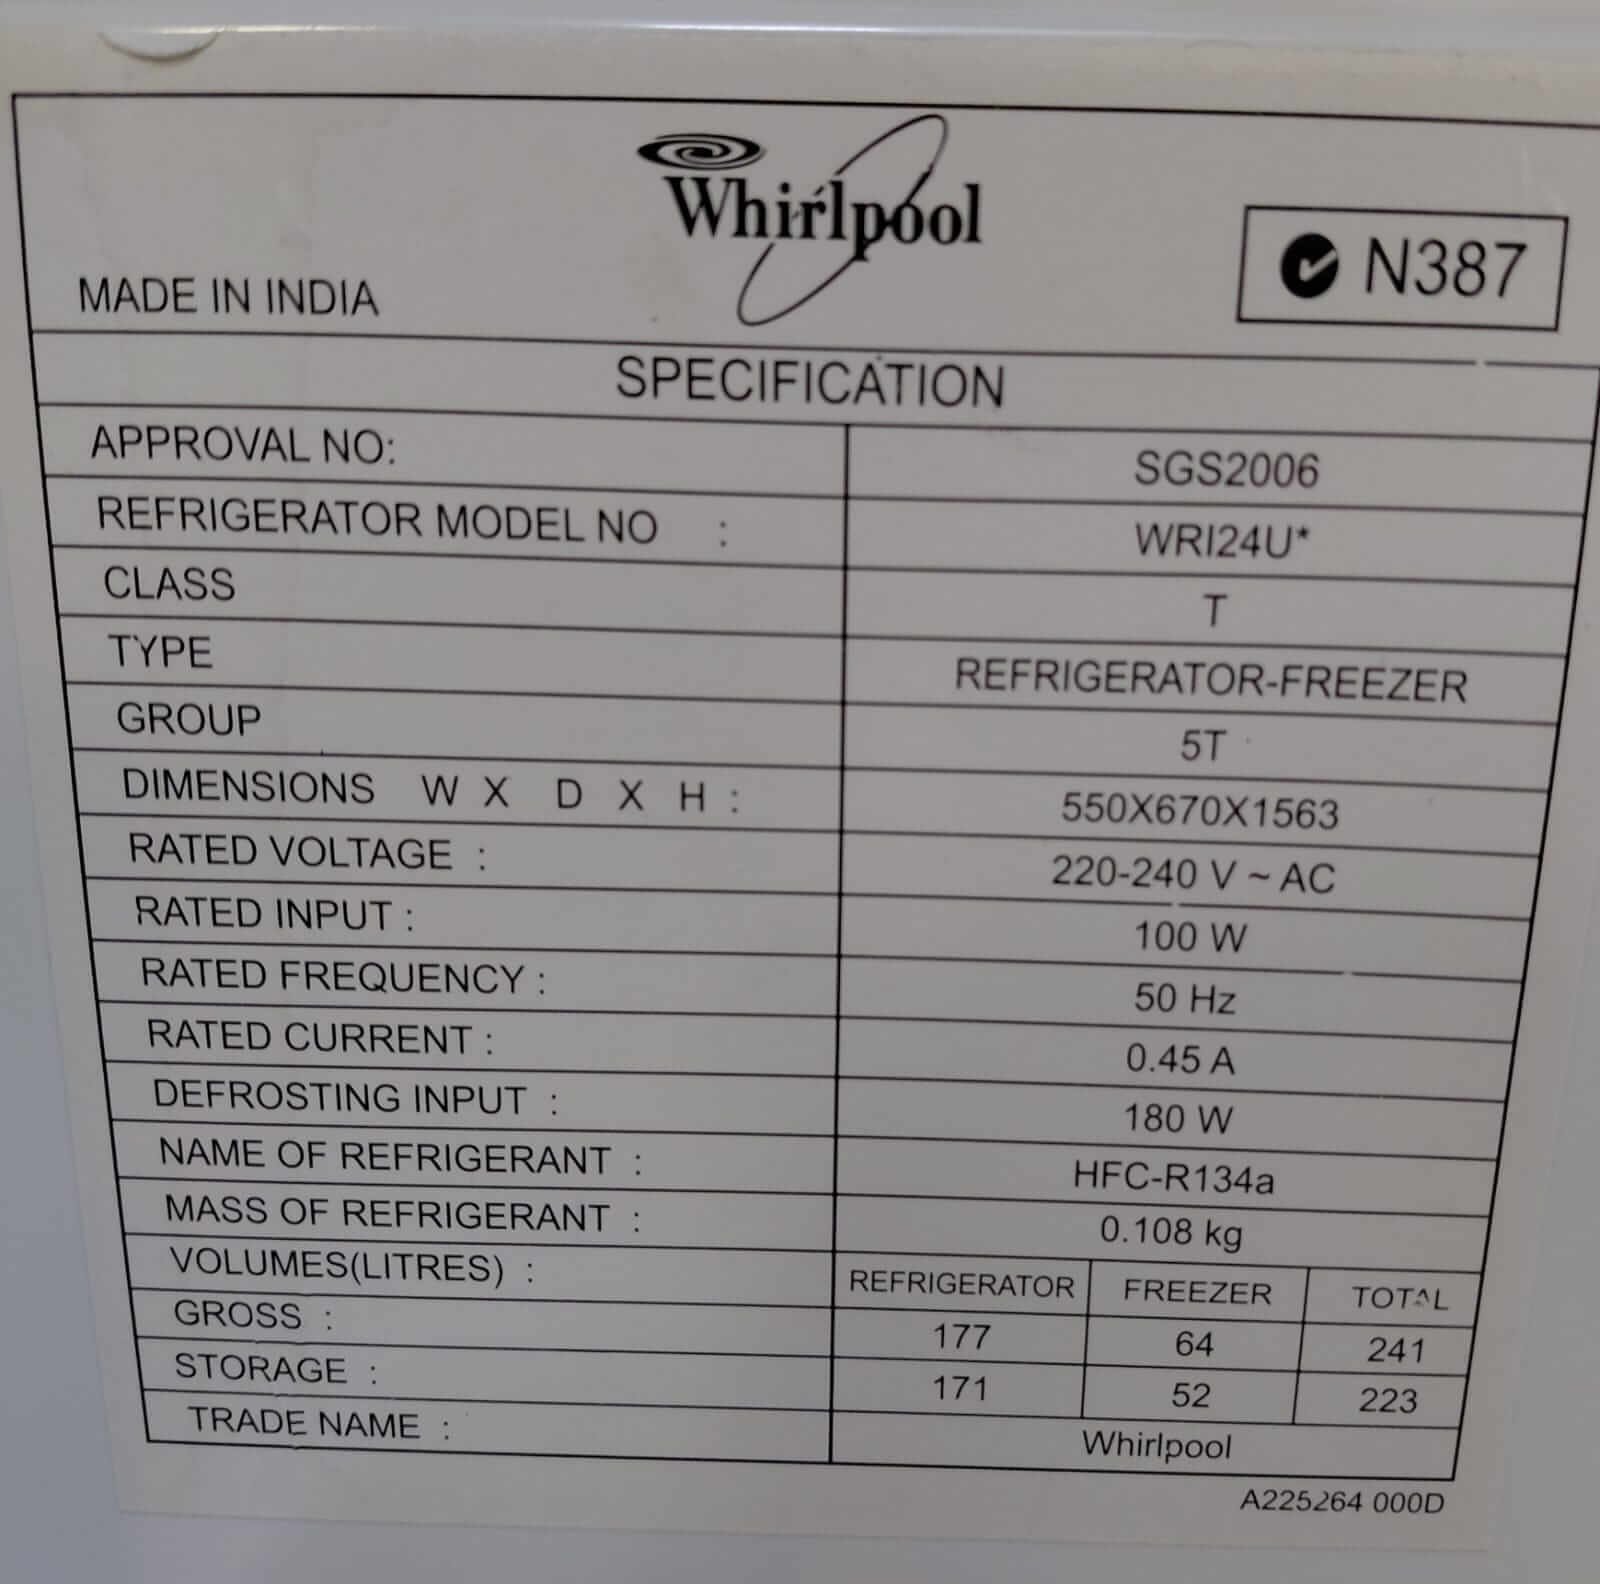 Whirlpool
N387
MADE IN INDIA
SPECIFICATION
APPROVAL NO: SGS2006
REFRIGERATOR MODEL NO : WRI24U*
CLASS T
TYPE REFRIGERATOR-FREEZER
GROUP 5T
DIMENSIONS W X D X H : 550X670X1563
RATED VOLTAGE : 220-240 V ~ AC
RATED INPUT : 100 W
RATED FREQUENCY : 50 Hz
RATED CURRENT : 0.45 A
DEFROSTING INPUT : 180 W
NAME OF REFRIGERANT : HFC-R134a
MASS OF REFRIGERANT : 0.108 kg
VOLUMES(LITRES) : REFRIGERATOR FREEZER TOTAL
GROSS : 177 64 241
STORAGE : 171 52 223
TRADE NAME : Whirlpool
A225264 000D